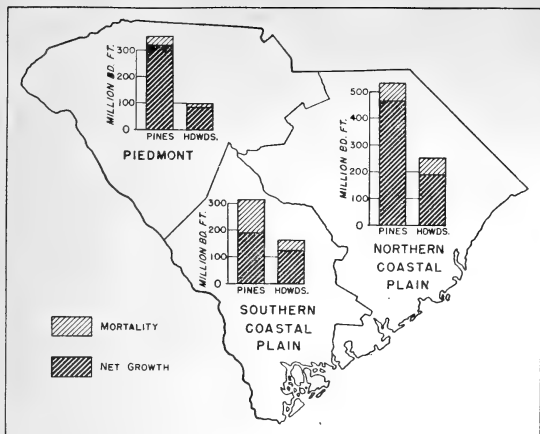 MILLION BD. FT.
300
200
100
0
PINES HDWDS.
PIEDMONT
MILLION BD. FT.
500
400
300
200
100
0
PINES HDWDS.
NORTHERN
COASTAL
PLAIN
MILLION BD. FT.
300
200
100
0
PINES HDWDS.
SOUTHERN
COASTAL
PLAIN
MORTALITY
NET GROWTH